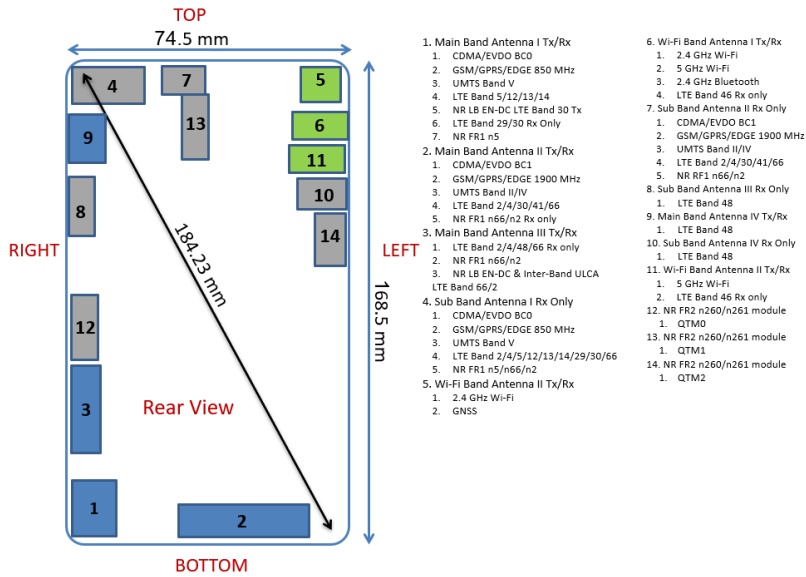 TOP
74.5 mm
4
7
5
13
9
6
11
8
10
14
184.23 mm
RIGHT
LEFT
168.5 mm
12
3
Rear View
1
2
BOTTOM
1. Main Band Antenna I Tx/Rx
1. CDMA/EVDO BC0
2. GSM/GPRS/EDGE 850 MHz
3. UMTS Band V
4. LTE Band 5/12/13/14
5. NR LB EN-DC LTE Band 30 Tx
6. LTE Band 29/30 Rx Only
7. NR FR1 n5
2. Main Band Antenna II Tx/Rx
1. CDMA/EVDO BC1
2. GSM/GPRS/EDGE 1900 MHz
3. UMTS Band II/IV
4. LTE Band 2/4/30/41/66
5. NR FR1 n66/n2 Rx only
3. Main Band Antenna III Tx/Rx
1. LTE Band 2/4/48/66 Rx only
2. NR FR1 n66/n2
3. NR LB EN-DC & Inter-Band ULCA
LTE Band 66/2
4. Sub Band Antenna I Rx Only
1. CDMA/EVDO BC0
2. GSM/GPRS/EDGE 850 MHz
3. UMTS Band V
4. LTE Band 2/4/5/12/13/14/29/30/66
5. NR FR1 n5/n66/n2
5. Wi-Fi Band Antenna II Tx/Rx
1. 2.4 GHz Wi-Fi
2. GNSS
6. Wi-Fi Band Antenna I Tx/Rx
1. 2.4 GHz Wi-Fi
2. 5 GHz Wi-Fi
3. 2.4 GHz Bluetooth
4. LTE Band 46 Rx only
7. Sub Band Antenna II Rx Only
1. CDMA/EVDO BC1
2. GSM/GPRS/EDGE 1900 MHz
3. UMTS Band II/IV
4. LTE Band 2/4/30/41/66
5. NR RF1 n66/n2
8. Sub Band Antenna III Rx Only
1. LTE Band 48
9. Main Band Antenna IV Tx/Rx
1. LTE Band 48
10. Sub Band Antenna IV Rx Only
1. LTE Band 48
11. Wi-Fi Band Antenna II Tx/Rx
1. 5 GHz Wi-Fi
2. LTE Band 46 Rx only
12. NR FR2 n260/n261 module
1. QTM0
13. NR FR2 n260/n261 module
1. QTM1
14. NR FR2 n260/n261 module
1. QTM2